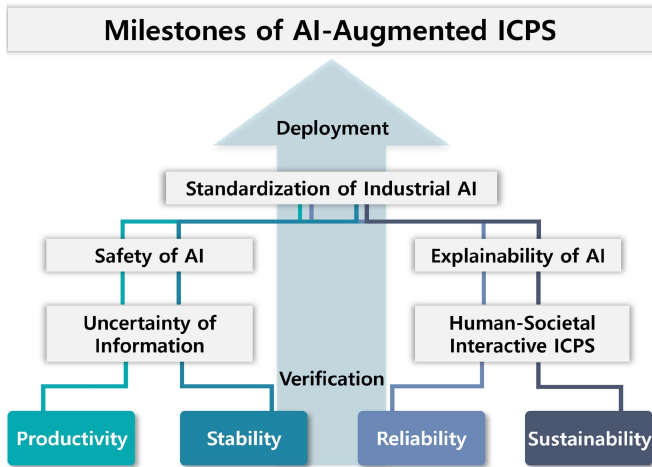 Milestones of AI-Augmented ICPS
Deployment
Standardization of Industrial AI
Safety of AI
Explainability of AI
Uncertainty of
Information
Human-Societal
Interactive ICPS
Verification
Productivity
Stability
Reliability
Sustainability